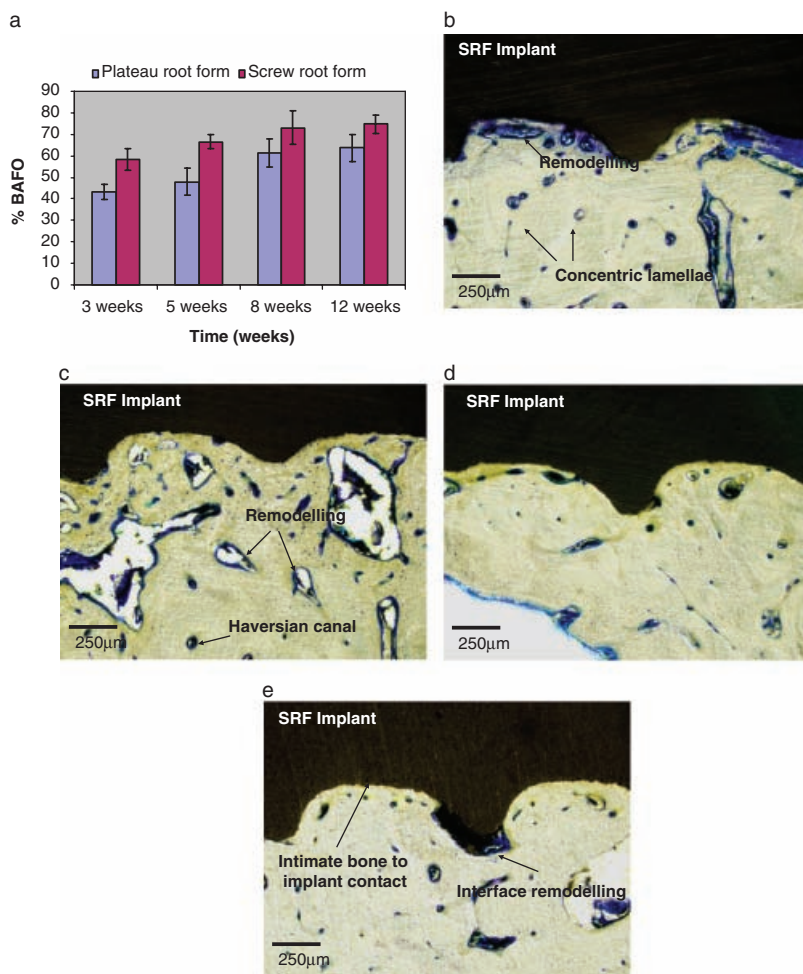 a
Plateau root form Screw root form
90
80
70
60
50
40
30
20
10
0
% BAFO
3 weeks 5 weeks 8 weeks 12 weeks
Time (weeks)
b
SRF Implant
Remodelling
Concentric lamellae
250µm
c
SRF Implant
Remodelling
Haversian canal
250µm
d
SRF Implant
250µm
e
SRF Implant
Intimate bone to
implant contact
Interface remodelling
250µm